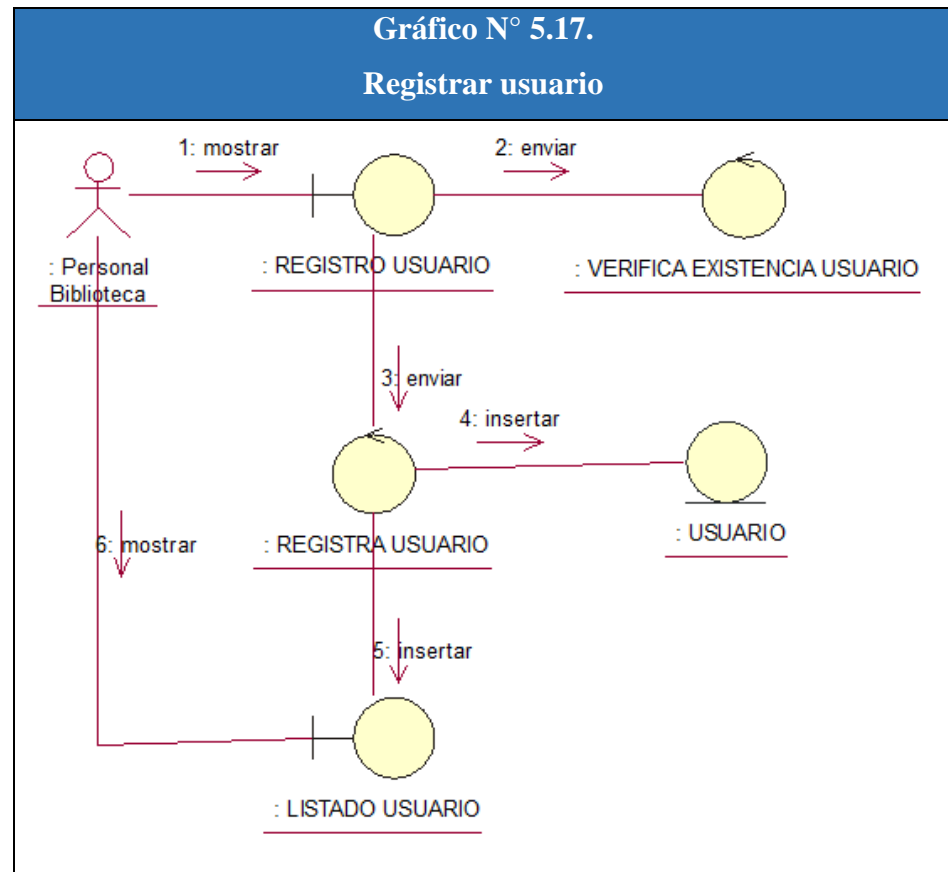 Gráfico N° 5.17.
Registrar usuario
1: mostrar
2: enviar
: Personal
Biblioteca
: REGISTRO USUARIO
: VERIFICA EXISTENCIA USUARIO
3: enviar
4: insertar
6: mostrar
: REGISTRA USUARIO
: USUARIO
5: insertar
: LISTADO USUARIO